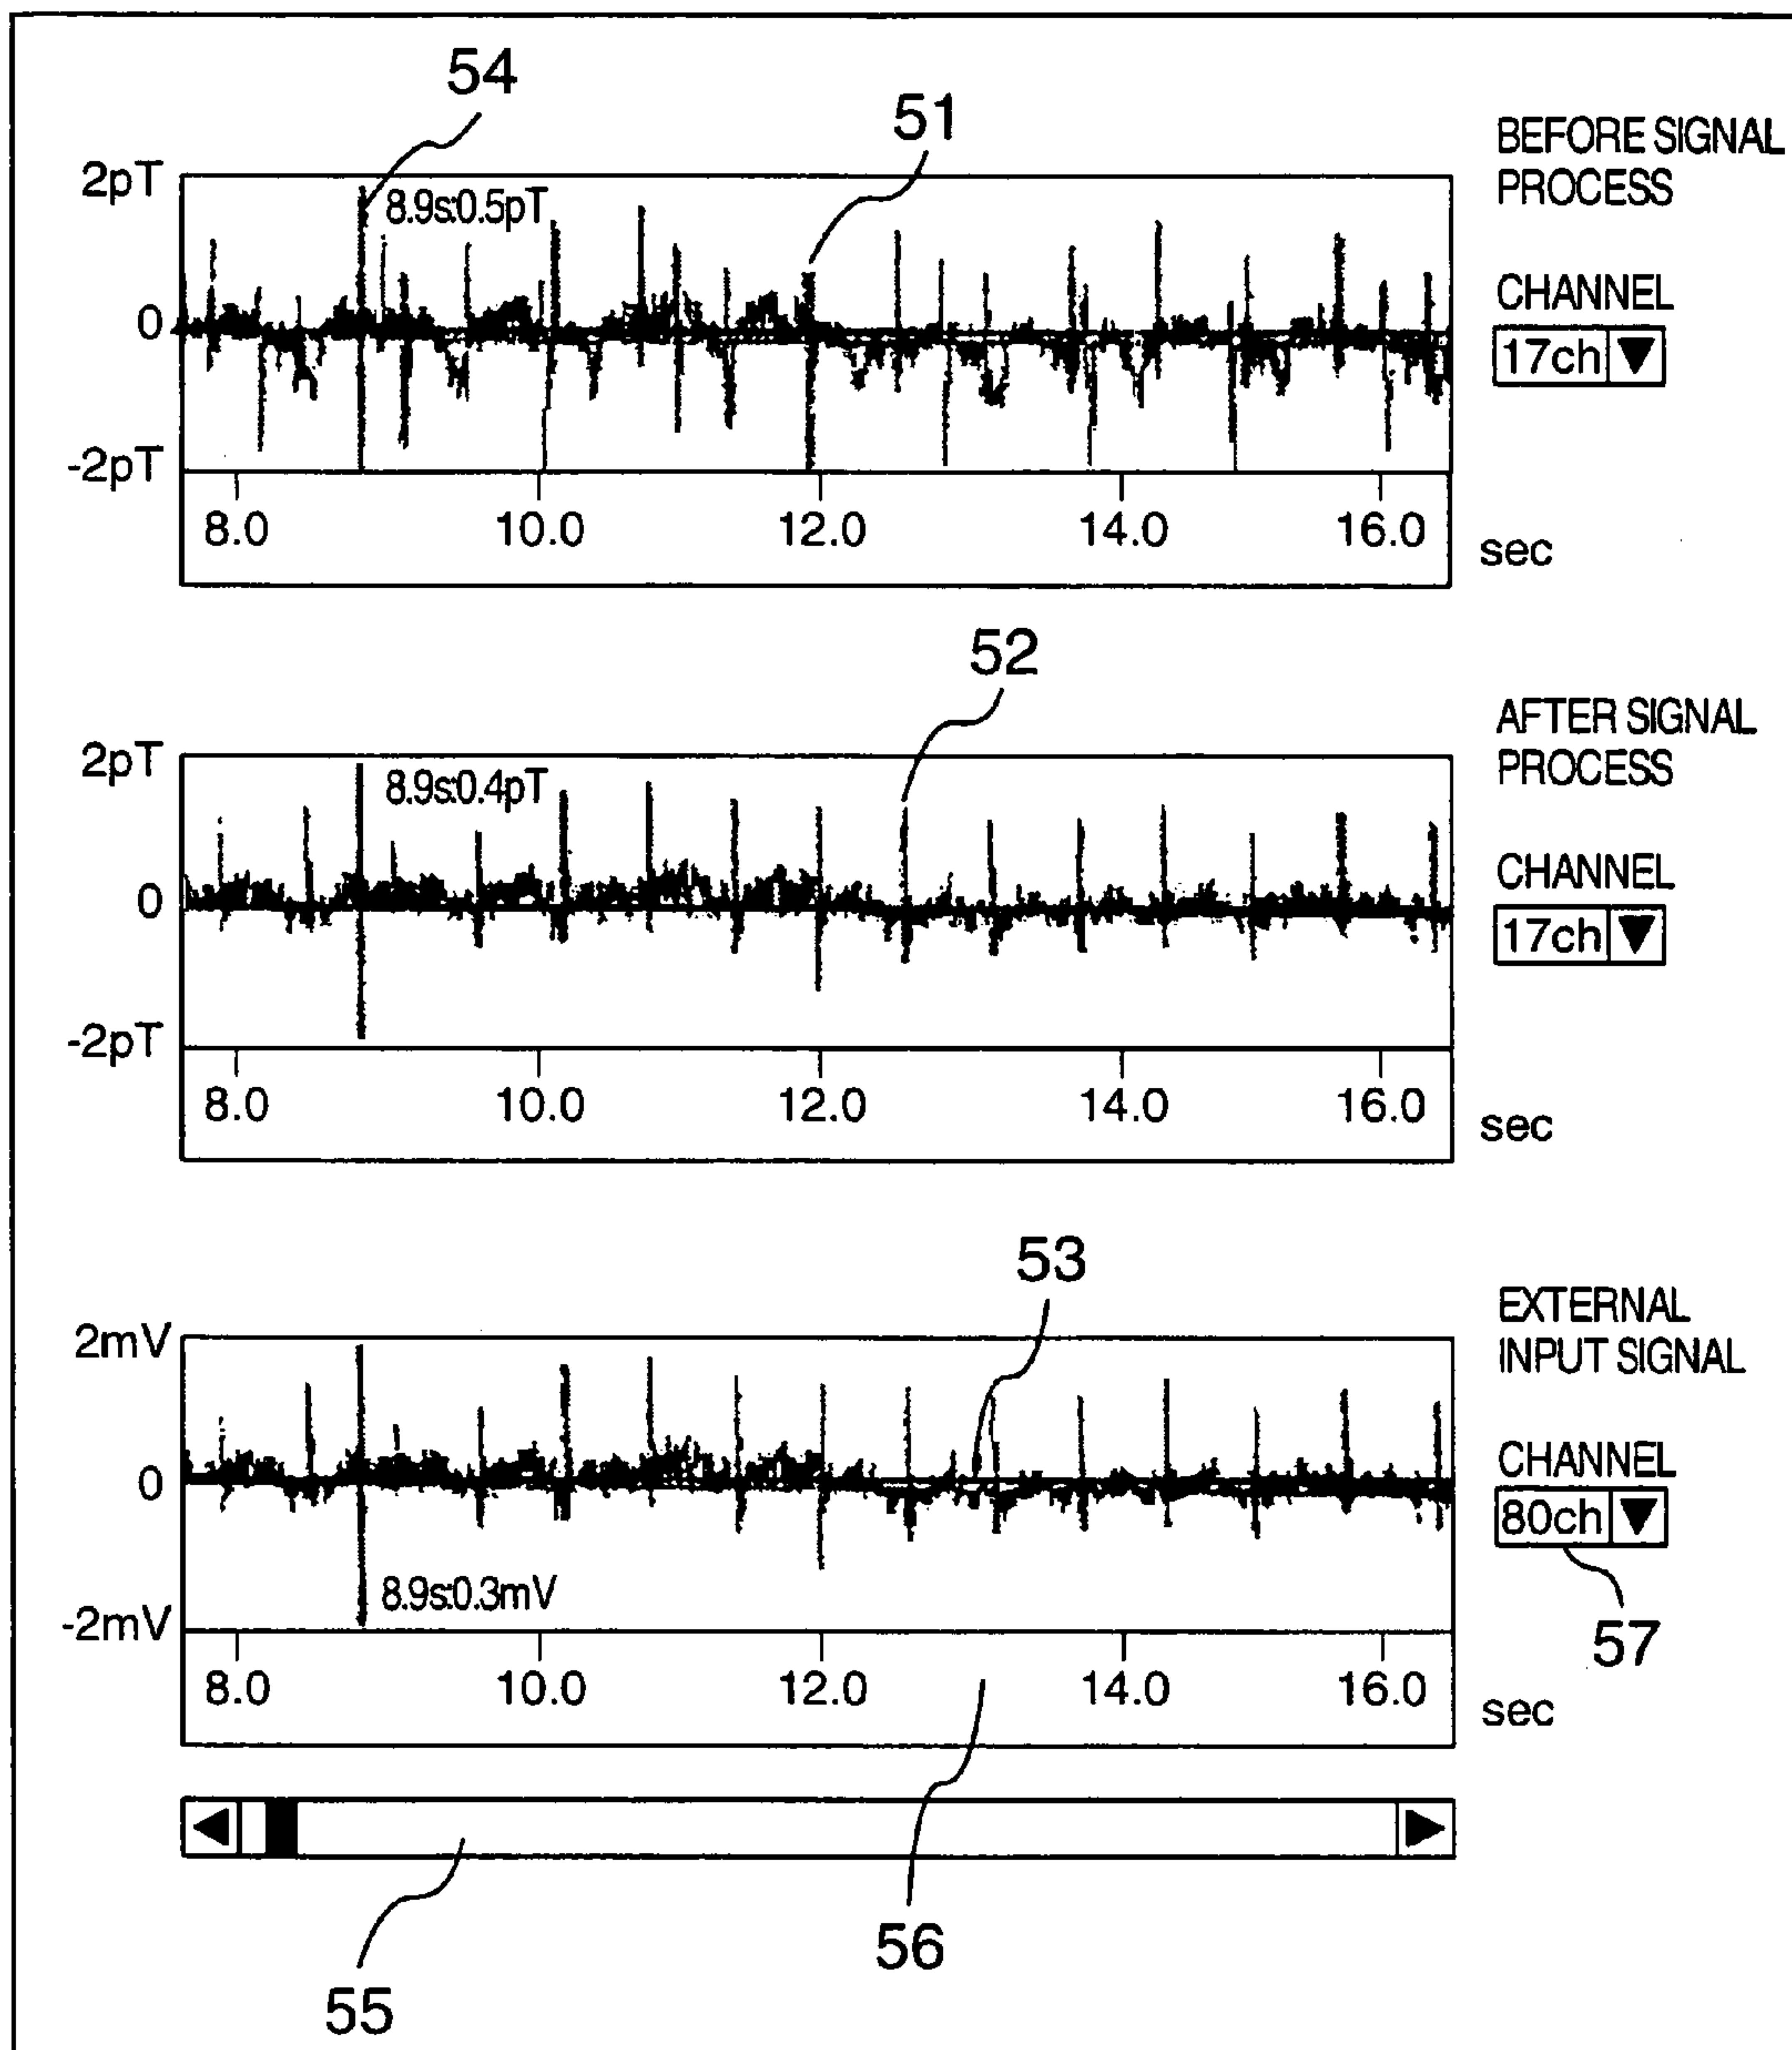 54
51
BEFORE SIGNAL
PROCESS
2pT
8.9s:0.5pT
CHANNEL
0
17ch
-2pT
8.0 10.0 12.0 14.0 16.0
sec
52
AFTER SIGNAL
PROCESS
2pT
8.9s:0.4pT
CHANNEL
0
17ch
-2pT
8.0 10.0 12.0 14.0 16.0
sec
53
EXTERNAL
INPUT SIGNAL
2mV
CHANNEL
0
80ch
8.9s:0.3mV
-2mV
57
8.0 10.0 12.0 14.0 16.0
sec
56
55